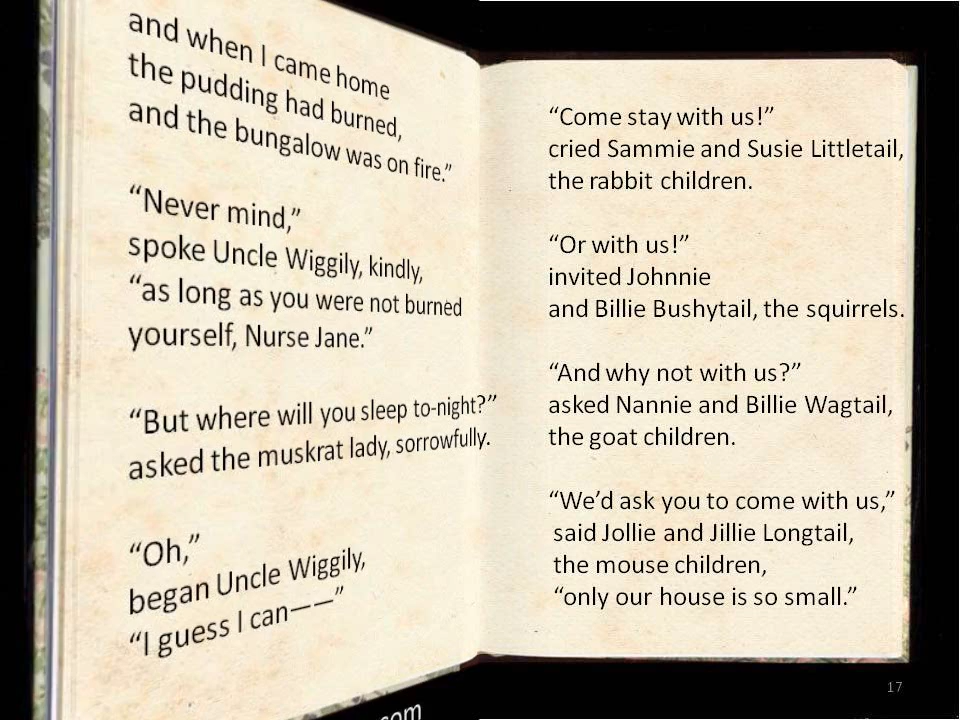 and when I came home
the pudding had burned,
and the bungalow was on fire.”
“Never mind,”
spoke Uncle Wiggily, kindly,
“as long as you were not burned
yourself, Nurse Jane.”
“But where will you sleep to-night?”
asked the muskrat lady, sorrowfully.
“Oh,”
began Uncle Wiggily,
“I guess I can——”
“Come stay with us!”
cried Sammie and Susie Littletail,
the rabbit children.
“Or with us!”
invited Johnnie
and Billie Bushytail, the squirrels.
“And why not with us?”
asked Nannie and Billie Wagtail,
the goat children.
“We’d ask you to come with us,”
said Jollie and Jillie Longtail,
the mouse children,
“only our house is so small.”
17
com